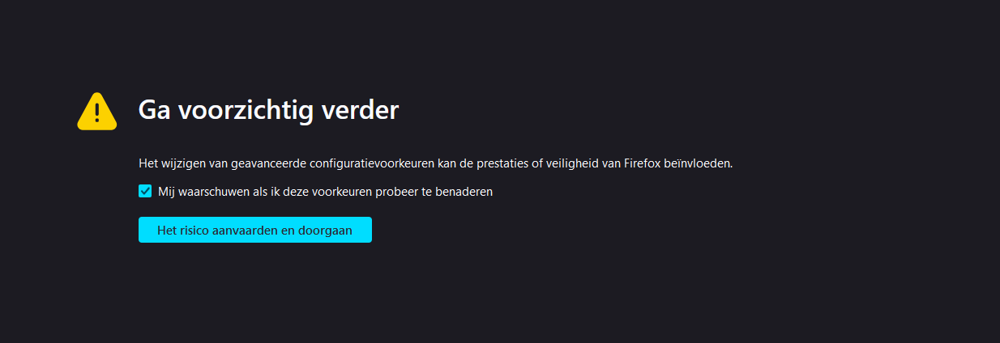 Ga voorzichtig verder
Het wijzigen van geavanceerde configuratievoorkeuren kan de prestaties of veiligheid van Firefox beïnvloeden.
Mij waarschuwen als ik deze voorkeuren probeer te benaderen
Het risico aanvaarden en doorgaan